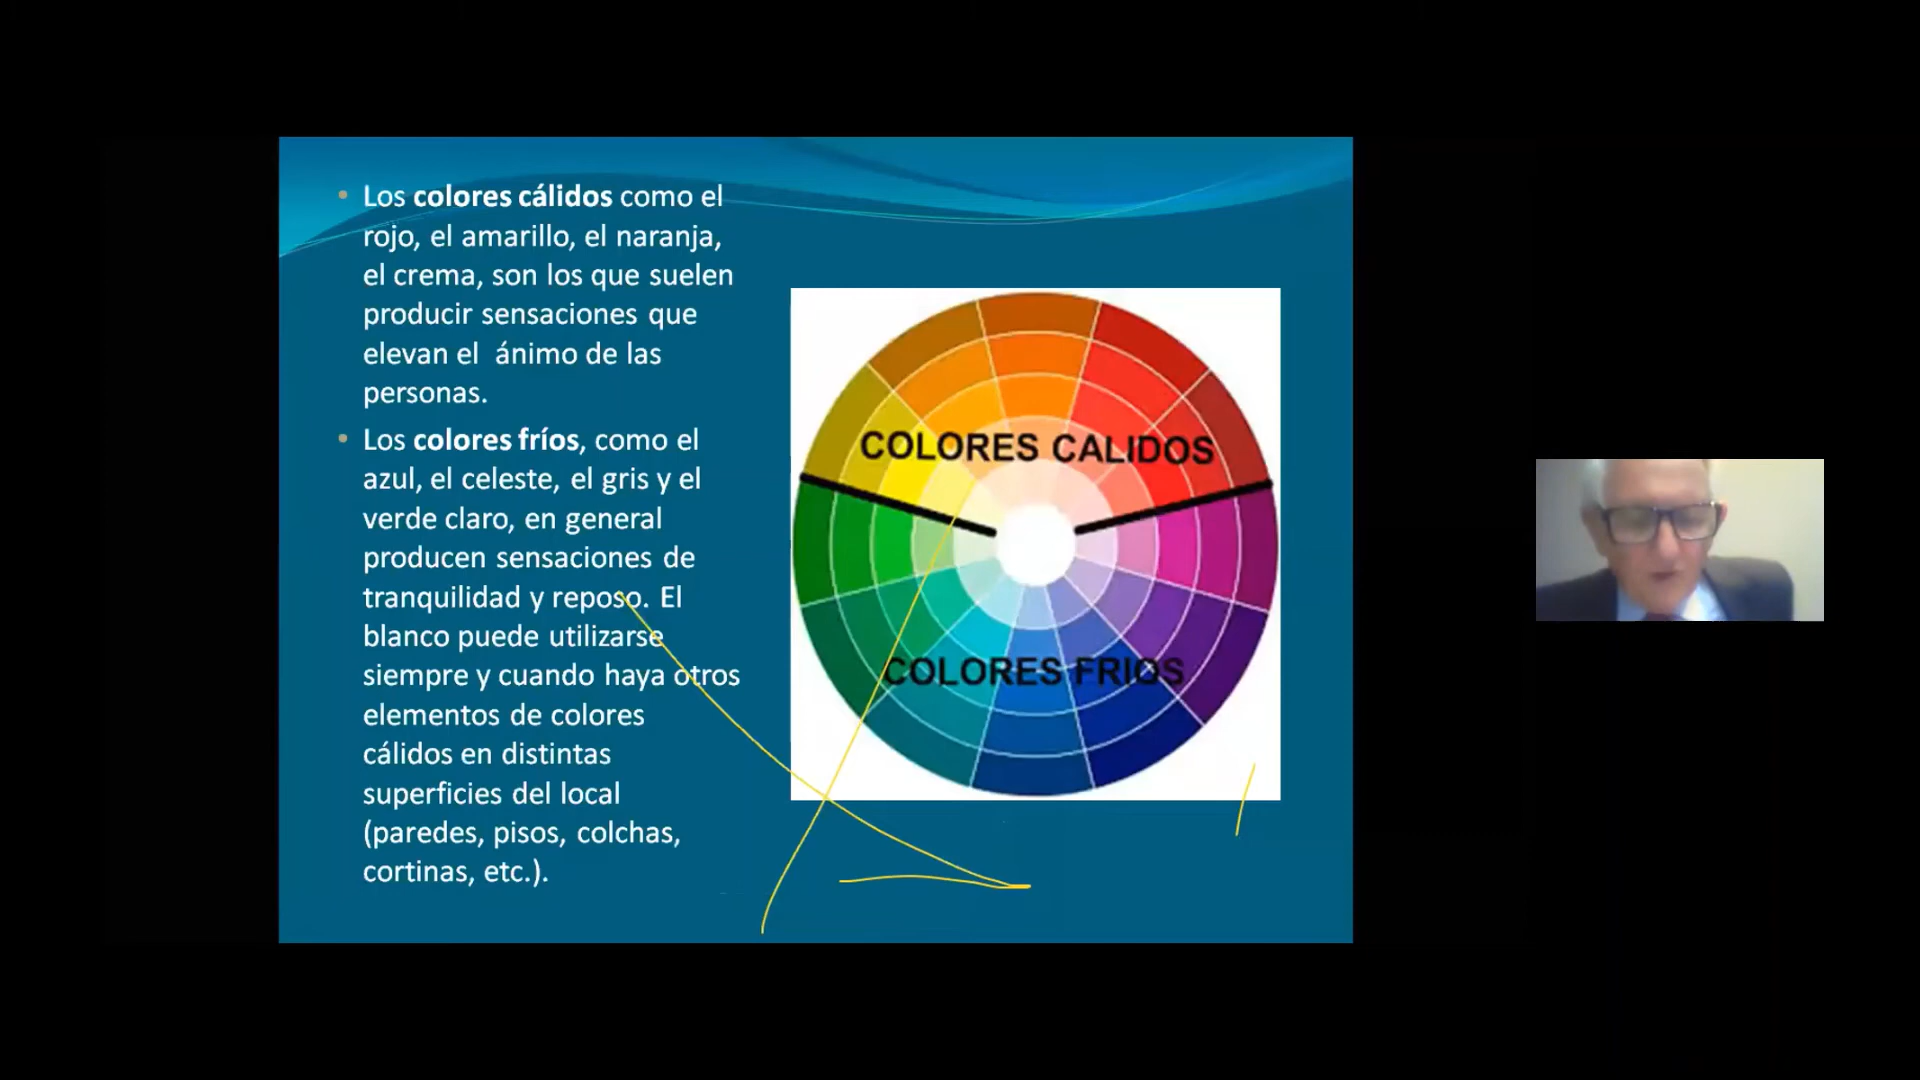 • Los colores cálidos como el
rojo, el amarillo, el naranja,
el crema, son los que suelen
producir sensaciones que
elevan el  ánimo de las
personas.
• Los colores fríos, como el
azul, el celeste, el gris y el
verde claro, en general
producen sensaciones de
tranquilidad y reposo. El
blanco puede utilizarse
siempre y cuando haya otros
elementos de colores
cálidos en distintas
superficies del local
(paredes, pisos, colchas,
cortinas, etc.).
COLORES CALIDOS
COLORES FRIOS